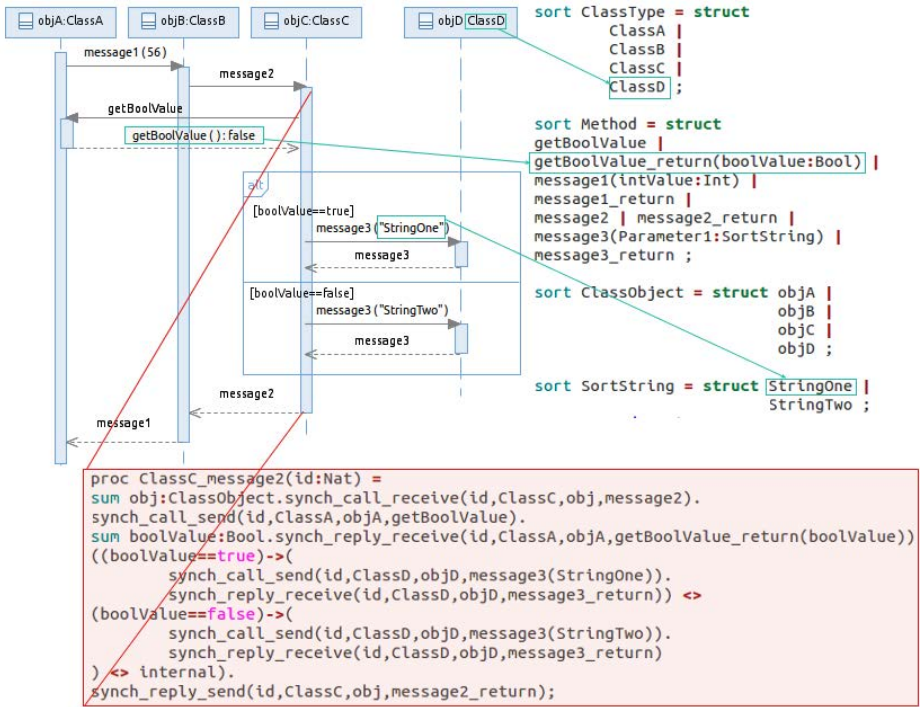 objA:ClassA
objB:ClassB
objC:ClassC
objD:ClassD
message1(56)
message2
getBoolValue
getBoolValue ( ) : false
alt
[boolValue==true]
message3 ("StringOne")
message3
[boolValue==false]
message3 ("StringTwo")
message3
message2
message1
sort ClassType = struct
ClassA |
ClassB |
ClassC |
ClassD ;
sort Method = struct
getBoolValue |
getBoolValue_return(boolValue:Bool) |
message1(intValue:Int) |
message1_return |
message2 | message2_return |
message3(Parameter1:SortString) |
message3_return ;
sort ClassObject = struct objA |
objB |
objC |
objD ;
sort SortString = struct StringOne |
StringTwo ;
proc ClassC_message2(id:Nat) =
sum obj:ClassObject.synch_call_receive(id,ClassC,obj,message2).
synch_call_send(id,ClassA,objA,getBoolValue).
sum boolValue:Bool.synch_reply_receive(id,ClassA,objA,getBoolValue_return(boolValue))
((boolValue==true)->(
synch_call_send(id,ClassD,objD,message3(StringOne)).
synch_reply_receive(id,ClassD,objD,message3_return)) <>
(boolValue==false)->(
synch_call_send(id,ClassD,objD,message3(StringTwo)).
synch_reply_receive(id,ClassD,objD,message3_return)
) <> internal).
synch_reply_send(id,ClassC,obj,message2_return);